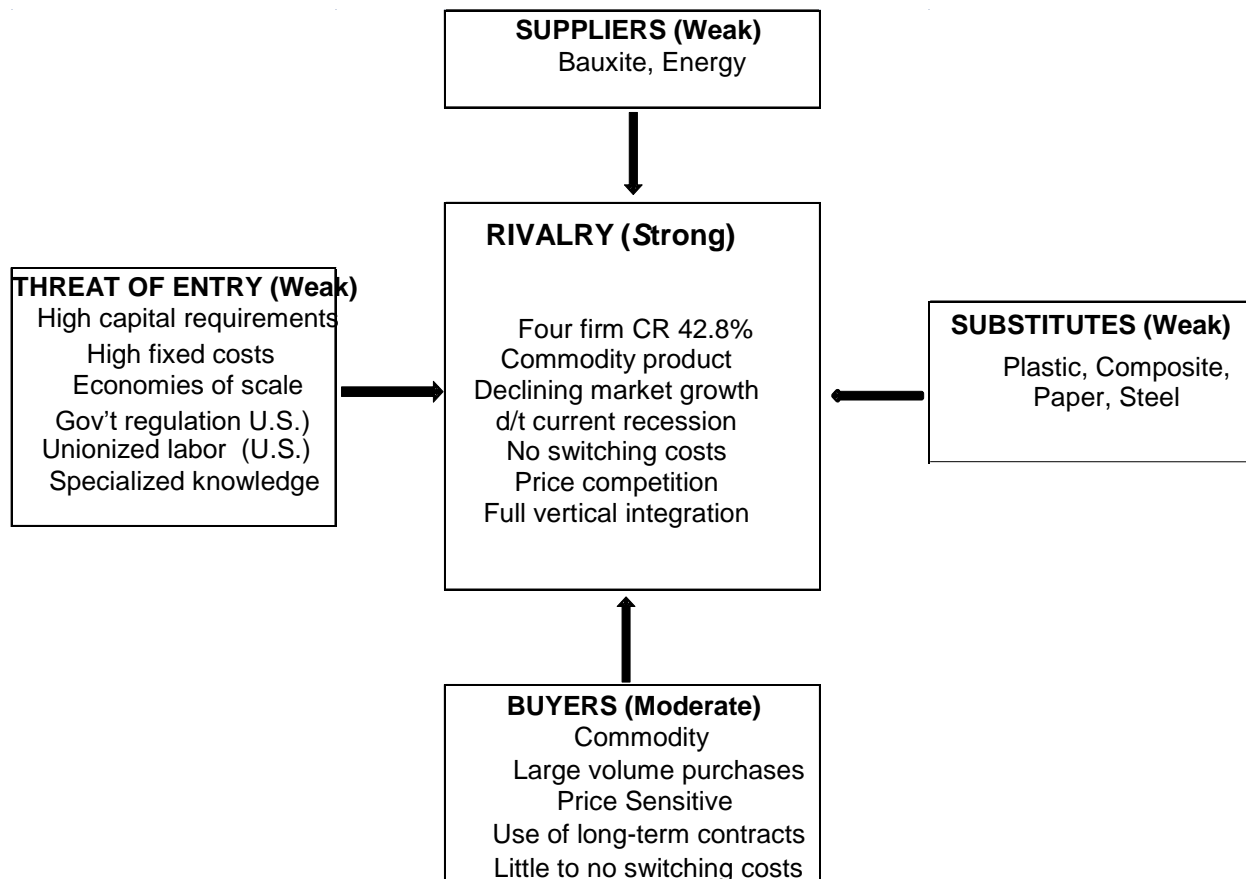 SUPPLIERS (Weak)
Bauxite, Energy
RIVALRY (Strong)
Four firm CR 42.8%
Commodity product
Declining market growth
d/t current recession
No switching costs
Price competition
Full vertical integration
THREAT OF ENTRY (Weak)
High capital requirements
High fixed costs
Economies of scale
Gov’t regulation U.S.)
Unionized labor (U.S.)
Specialized knowledge
SUBSTITUTES (Weak)
Plastic, Composite,
Paper, Steel
BUYERS (Moderate)
Commodity
Large volume purchases
Price Sensitive
Use of long-term contracts
Little to no switching costs